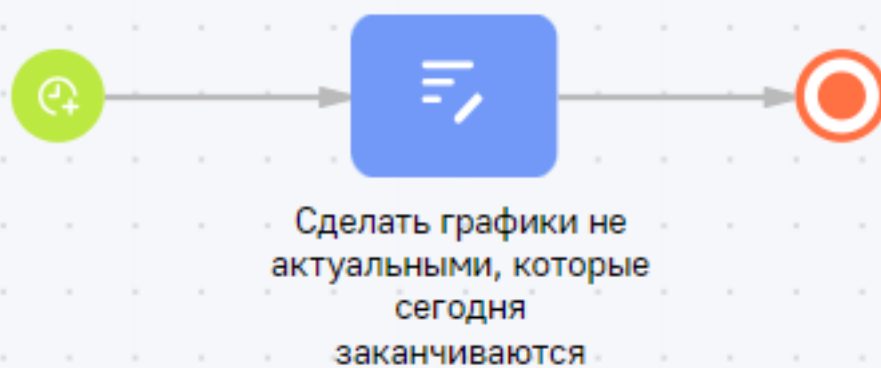 Сделать графики не
актуальными, которые
сегодня
заканчиваются